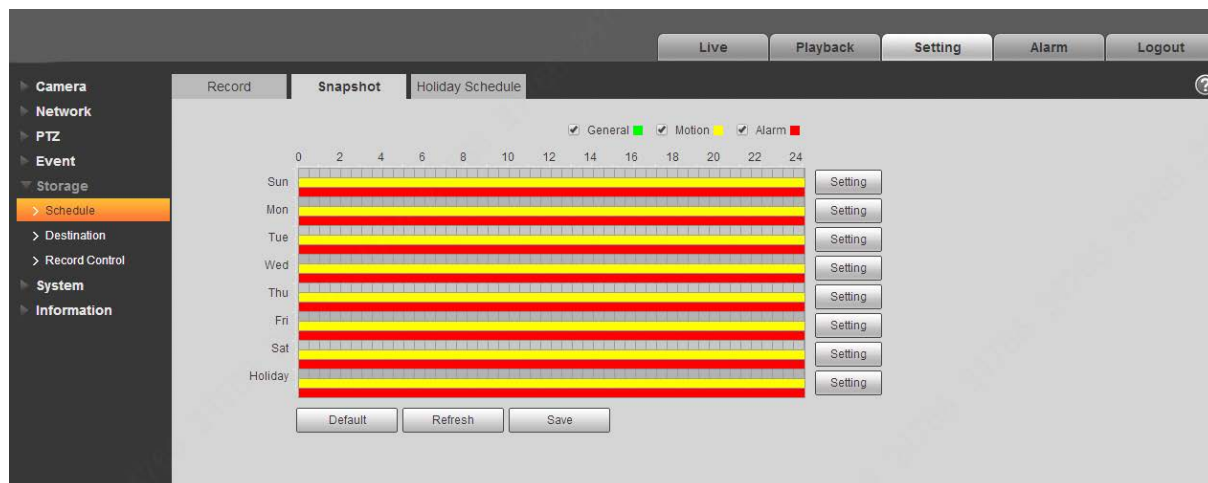 Live Playback Setting Alarm Logout
Camera
Network
PTZ
Event
Storage
Schedule
Destination
Record Control
System
Information
Record Snapshot Holiday Schedule
?
General Motion Alarm
0 2 4 6 8 10 12 14 16 18 20 22 24
Sun Setting
Mon Setting
Tue Setting
Wed Setting
Thu Setting
Fri Setting
Sat Setting
Holiday Setting
Default Refresh Save